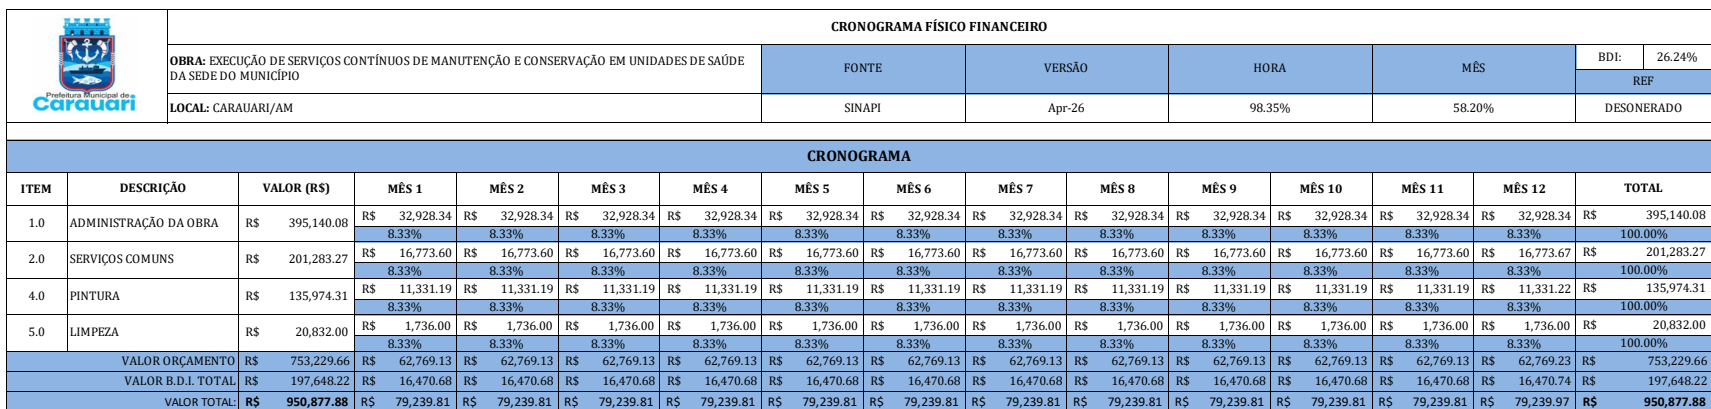 CRONOGRAMA FÍSICO FINANCEIRO
Prefeitura Municipal de
Carauari
OBRA: EXECUÇÃO DE SERVIÇOS CONTÍNUOS DE MANUTENÇÃO E CONSERVAÇÃO EM UNIDADES DE SAÚDE
DA SEDE DO MUNICÍPIO
FONTE VERSÃO HORA MÊS BDI: 26.24%
REF
LOCAL: CARAUARI/AM SINAPI Apr-26 98.35% 58.20% DESONERADO
CRONOGRAMA
ITEM DESCRIÇÃO VALOR (R$) MÊS 1 MÊS 2 MÊS 3 MÊS 4 MÊS 5 MÊS 6 MÊS 7 MÊS 8 MÊS 9 MÊS 10 MÊS 11 MÊS 12 TOTAL
1.0 ADMINISTRAÇÃO DA OBRA R$ 395,140.08 R$ 32,928.34 R$ 32,928.34 R$ 32,928.34 R$ 32,928.34 R$ 32,928.34 R$ 32,928.34 R$ 32,928.34 R$ 32,928.34 R$ 32,928.34 R$ 32,928.34 R$ 32,928.34 R$ 32,928.34 R$ 395,140.08
8.33% 8.33% 8.33% 8.33% 8.33% 8.33% 8.33% 8.33% 8.33% 8.33% 8.33% 8.33% 100.00%
2.0 SERVIÇOS COMUNS R$ 201,283.27 R$ 16,773.60 R$ 16,773.60 R$ 16,773.60 R$ 16,773.60 R$ 16,773.60 R$ 16,773.60 R$ 16,773.60 R$ 16,773.60 R$ 16,773.60 R$ 16,773.60 R$ 16,773.60 R$ 16,773.67 R$ 201,283.27
8.33% 8.33% 8.33% 8.33% 8.33% 8.33% 8.33% 8.33% 8.33% 8.33% 8.33% 8.33% 100.00%
4.0 PINTURA R$ 135,974.31 R$ 11,331.19 R$ 11,331.19 R$ 11,331.19 R$ 11,331.19 R$ 11,331.19 R$ 11,331.19 R$ 11,331.19 R$ 11,331.19 R$ 11,331.19 R$ 11,331.19 R$ 11,331.19 R$ 11,331.22 R$ 135,974.31
8.33% 8.33% 8.33% 8.33% 8.33% 8.33% 8.33% 8.33% 8.33% 8.33% 8.33% 8.33% 100.00%
5.0 LIMPEZA R$ 20,832.00 R$ 1,736.00 R$ 1,736.00 R$ 1,736.00 R$ 1,736.00 R$ 1,736.00 R$ 1,736.00 R$ 1,736.00 R$ 1,736.00 R$ 1,736.00 R$ 1,736.00 R$ 1,736.00 R$ 1,736.00 R$ 20,832.00
8.33% 8.33% 8.33% 8.33% 8.33% 8.33% 8.33% 8.33% 8.33% 8.33% 8.33% 8.33% 100.00%
VALOR ORÇAMENTO R$ 753,229.66 R$ 62,769.13 R$ 62,769.13 R$ 62,769.13 R$ 62,769.13 R$ 62,769.13 R$ 62,769.13 R$ 62,769.13 R$ 62,769.13 R$ 62,769.13 R$ 62,769.13 R$ 62,769.13 R$ 62,769.23 R$ 753,229.66
VALOR B.D.I. TOTAL R$ 197,648.22 R$ 16,470.68 R$ 16,470.68 R$ 16,470.68 R$ 16,470.68 R$ 16,470.68 R$ 16,470.68 R$ 16,470.68 R$ 16,470.68 R$ 16,470.68 R$ 16,470.68 R$ 16,470.68 R$ 16,470.74 R$ 197,648.22
VALOR TOTAL: R$ 950,877.88 R$ 79,239.81 R$ 79,239.81 R$ 79,239.81 R$ 79,239.81 R$ 79,239.81 R$ 79,239.81 R$ 79,239.81 R$ 79,239.81 R$ 79,239.81 R$ 79,239.81 R$ 79,239.81 R$ 79,239.97 R$ 950,877.88